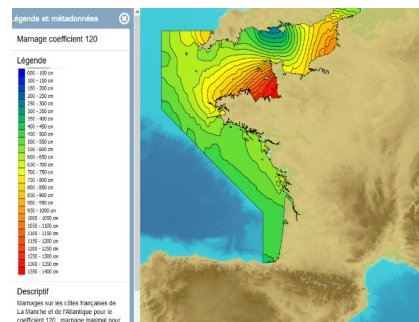 Légende et métadonnées
Marnage coefficient 120
Légende
000 - 100 cm
100 - 150 cm
150 - 200 cm
200 - 250 cm
250 - 300 cm
300 - 350 cm
350 - 400 cm
400 - 450 cm
450 - 500 cm
500 - 550 cm
550 - 600 cm
600 - 650 cm
650 - 700 cm
700 - 750 cm
750 - 800 cm
800 - 850 cm
850 - 900 cm
900 - 950 cm
950 - 1000 cm
1000 - 1050 cm
1050 - 1100 cm
1100 - 1150 cm
1150 - 1200 cm
1200 - 1250 cm
1250 - 1300 cm
1300 - 1350 cm
1350 - 1400 cm
Descriptif
Marnages sur les côtes françaises de
La Manche et de l'Atlantique pour le
coefficient 120 : marnage maximal pour